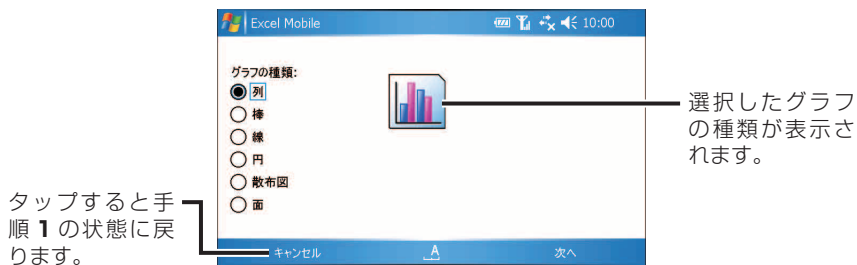 Excel Mobile
10:00
グラフの種類:
列
棒
線
円
散布図
面
キャンセル
A
次へ
選択したグラフ
の種類が表示さ
れます。
タップすると手
順 1 の状態に戻
ります。